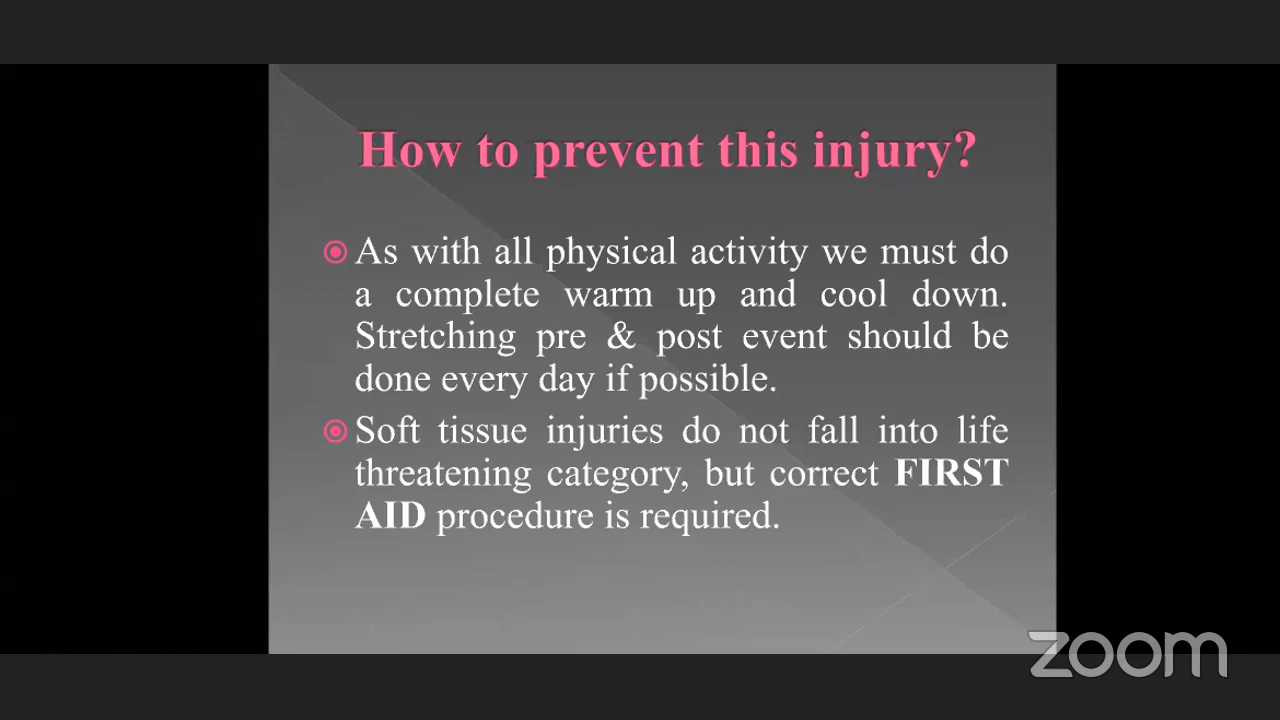 How to prevent this injury?
As with all physical activity we must do
a complete warm up and cool down.
Stretching pre & post event should be
done every day if possible.
Soft tissue injuries do not fall into life
threatening category, but correct FIRST
AID procedure is required.
zoom